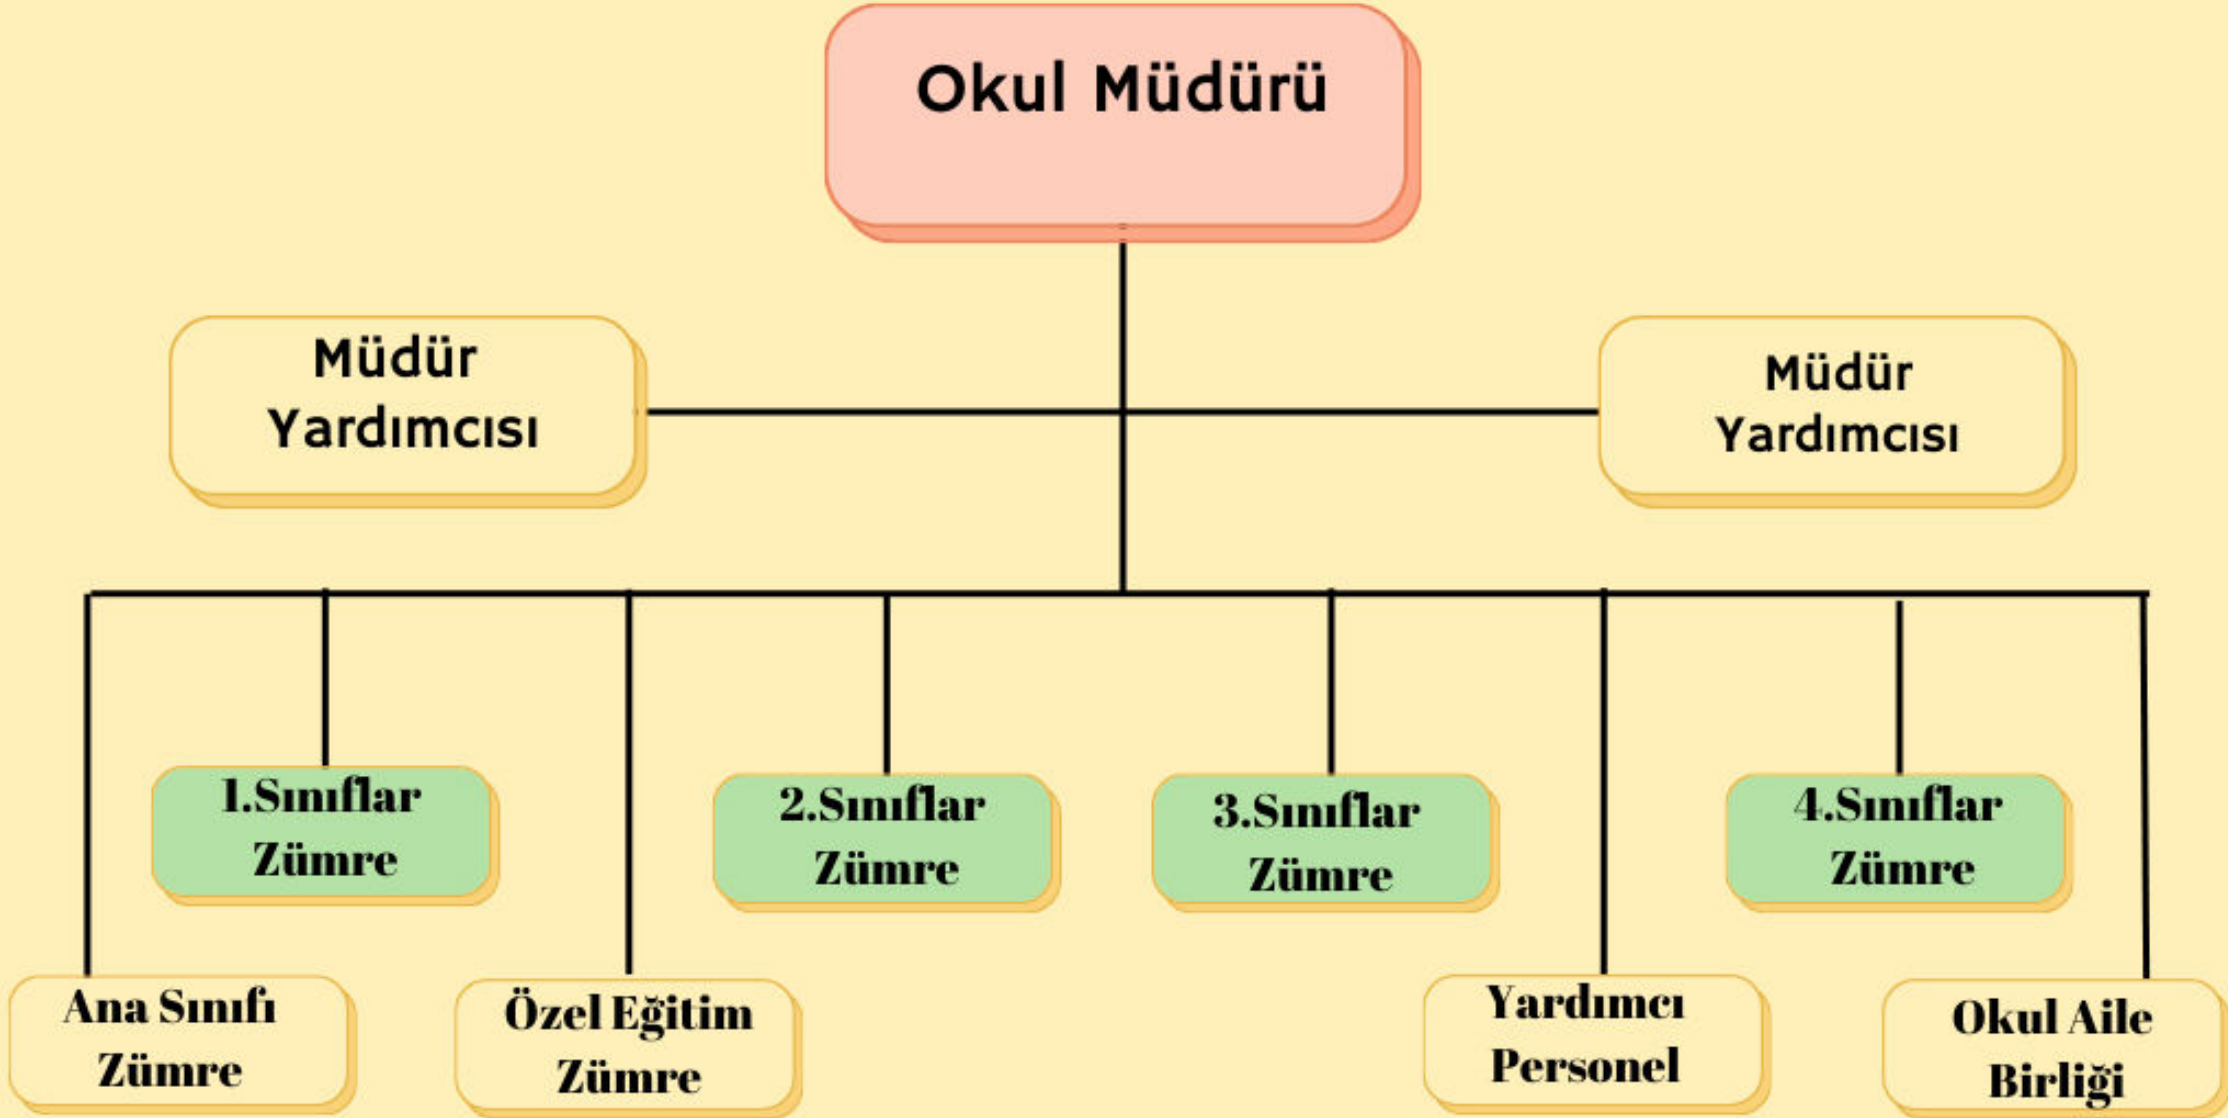 Okul Müdürü
Müdür
Yardımcısı
Müdür
Yardımcısı
1.Sınıflar
Zümre
2.Sınıflar
Zümre
3.Sınıflar
Zümre
4.Sınıflar
Zümre
Ana Sınıfı
Zümre
Özel Eğitim
Zümre
Yardımcı
Personel
Okul Aile
Birliği